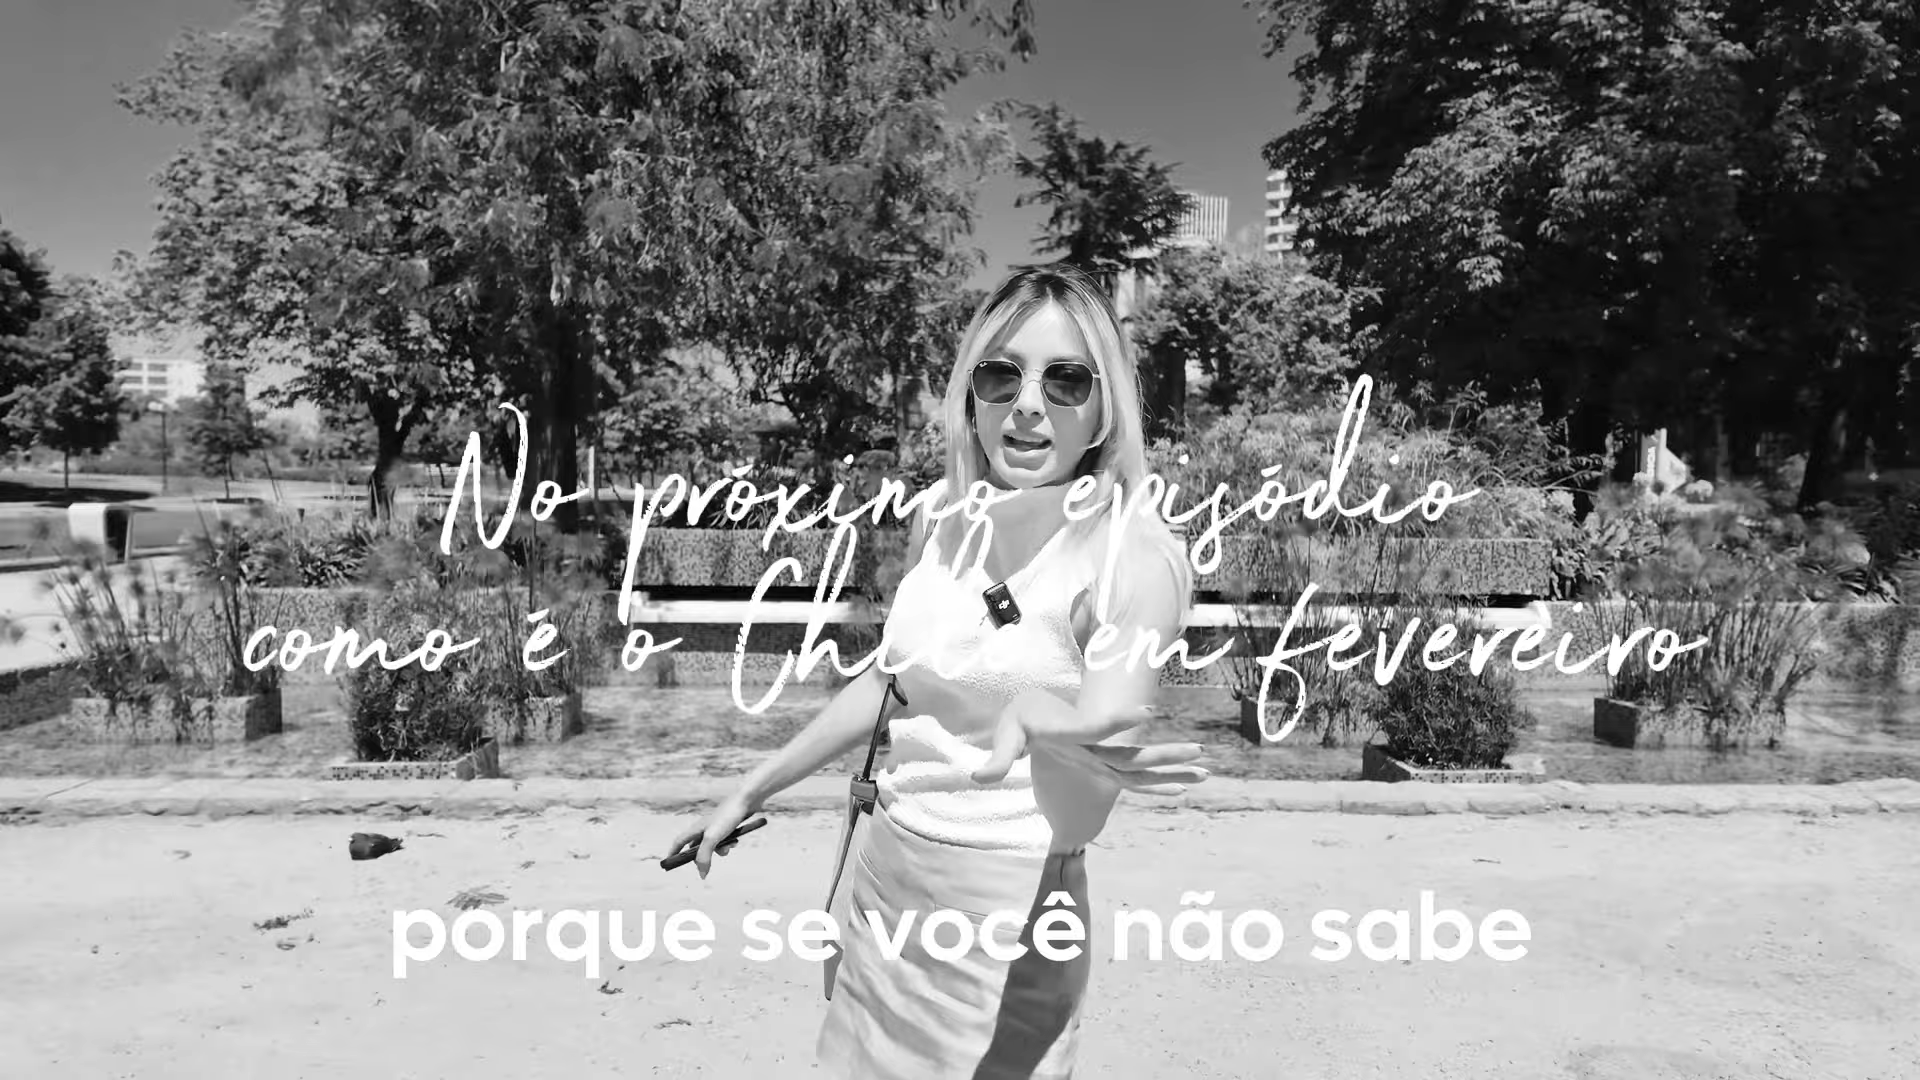 No próximo episódio
como é o Chile em fevereiro
porque se você não sabe